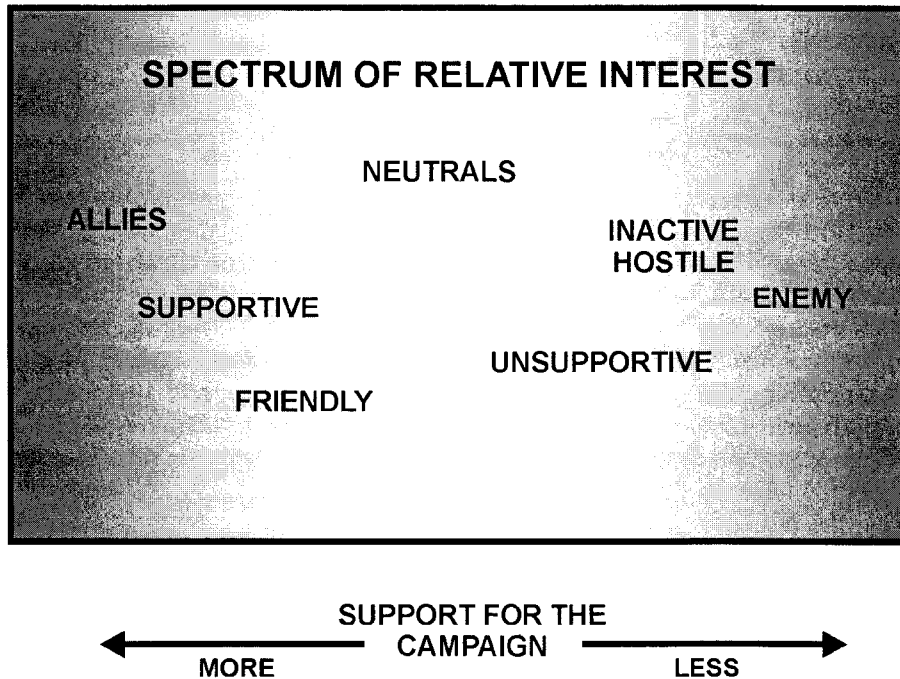 SPECTRUM OF RELATIVE INTEREST
NEUTRALS
ALLIES
INACTIVE
HOSTILE
ENEMY
SUPPORTIVE
UNSUPPORTIVE
FRIENDLY
SUPPORT FOR THE
CAMPAIGN
MORE
LESS